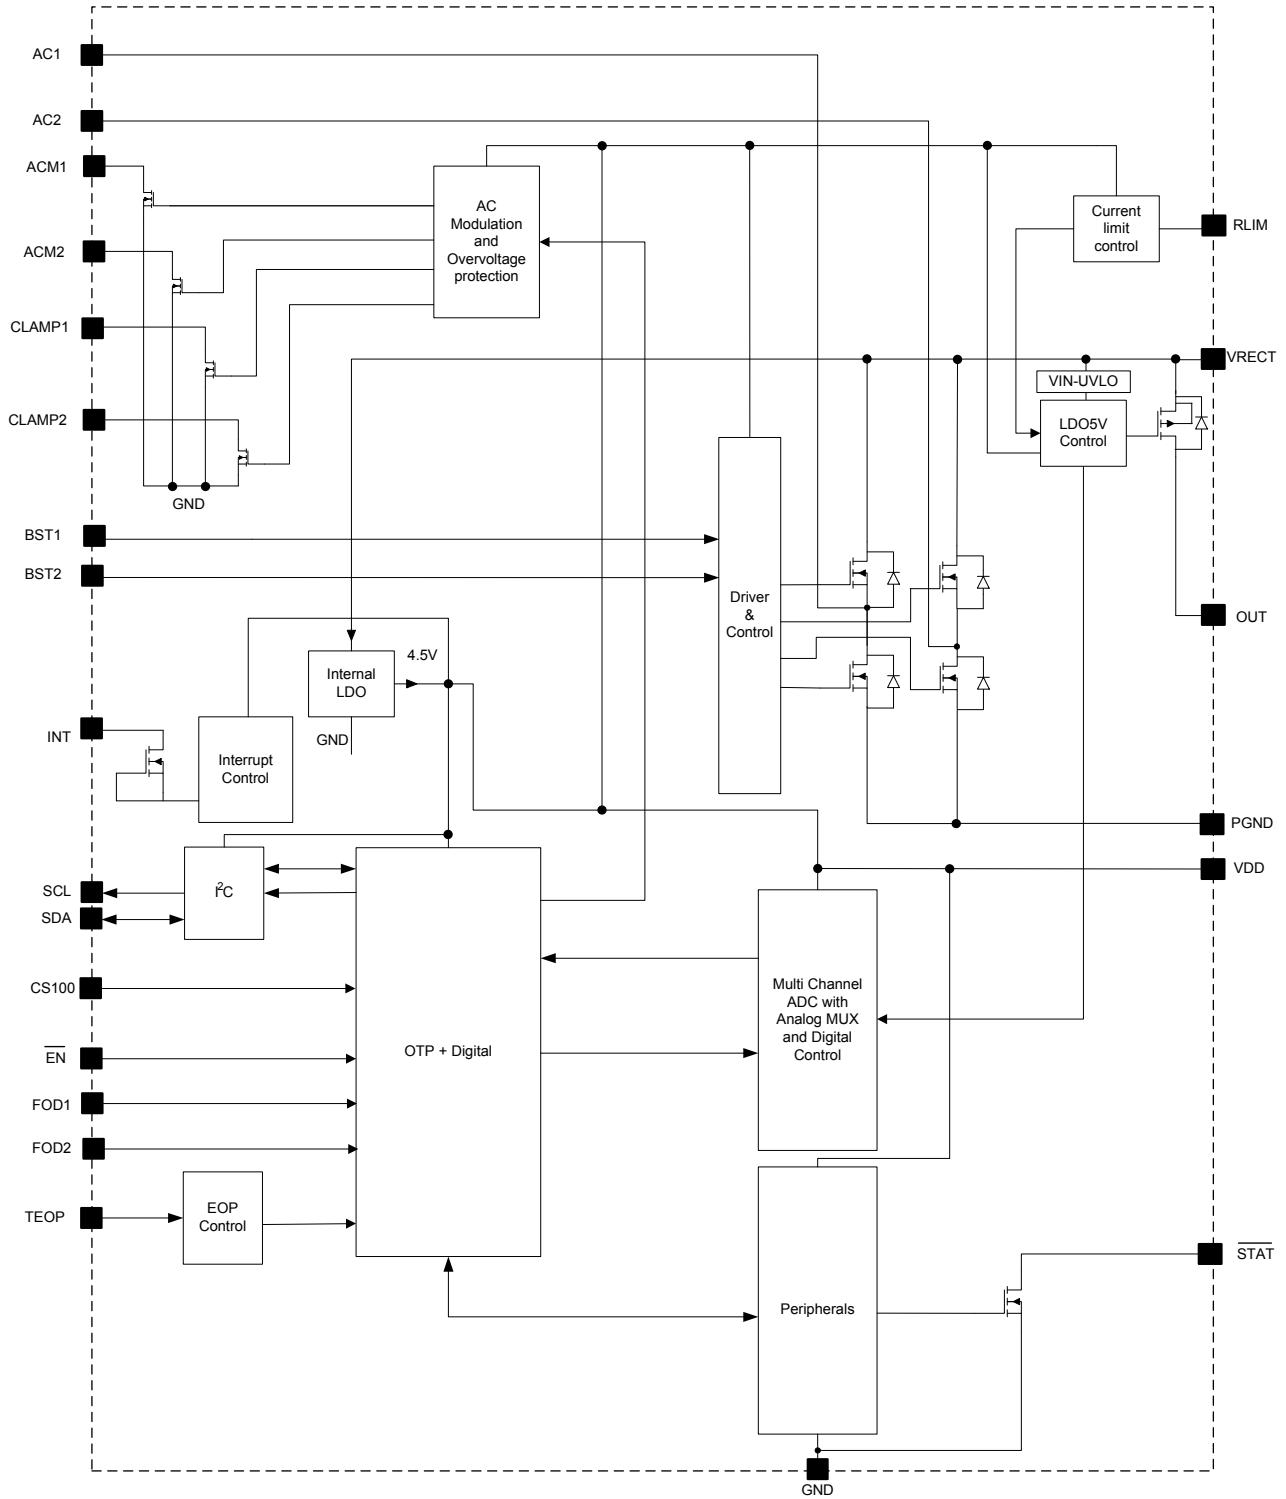 AC1
AC2
ACM1
ACM2
CLAMP1
CLAMP2
GND
AC
Modulation
and
Overvoltage
protection
Current
limit
control
RLIM
VRECT
VIN-UVLO
LDO5V
Control
BST1
BST2
Driver
&
Control
OUT
4.5V
Internal
LDO
GND
INT
Interrupt
Control
PGND
VDD
I2C
SCL
SDA
CS100
EN
FOD1
FOD2
TEOP
EOP
Control
OTP + Digital
Multi Channel
ADC with
Analog MUX
and Digital
Control
Peripherals
STAT
GND